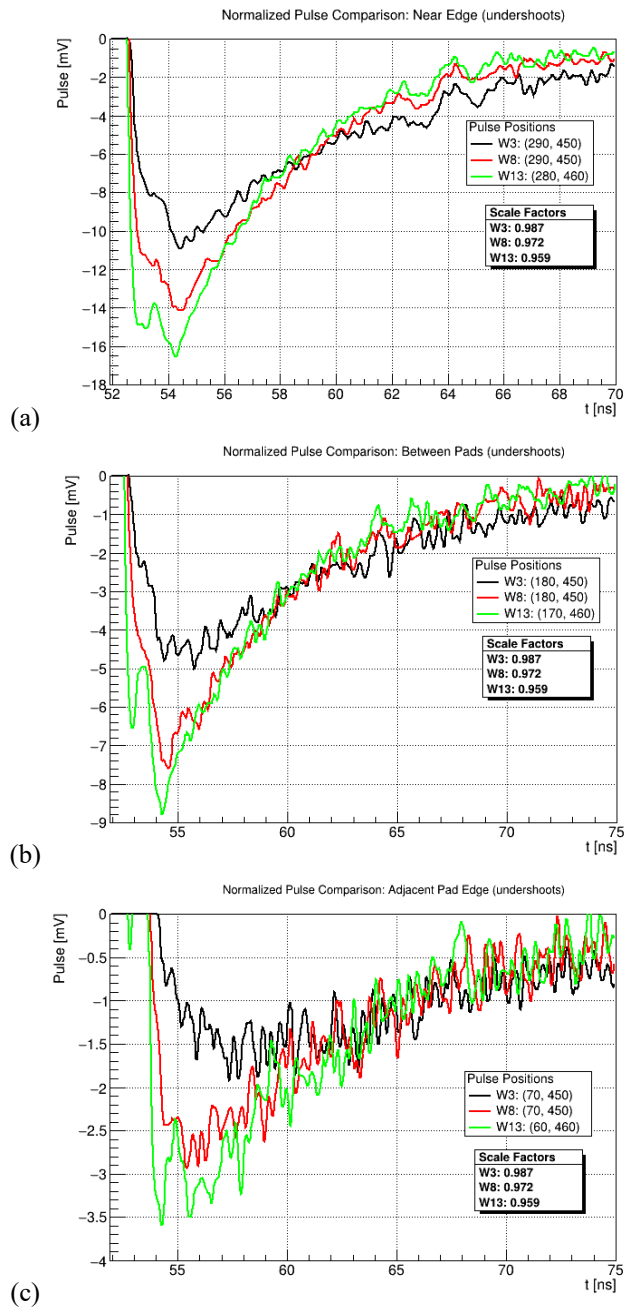 Normalized Pulse Comparison: Near Edge (undershoots)
Pulse [mV]
0
−2
−4
−6
−8
−10
−12
−14
−16
−18
52 54 56 58 60 62 64 66 68 70
t [ns]
Pulse Positions
W3: (290, 450)
W8: (290, 450)
W13: (280, 460)
Scale Factors
W3: 0.987
W8: 0.972
W13: 0.959
(a)
Normalized Pulse Comparison: Between Pads (undershoots)
Pulse [mV]
0
−1
−2
−3
−4
−5
−6
−7
−8
−9
55 60 65 70 75
t [ns]
Pulse Positions
W3: (180, 450)
W8: (180, 450)
W13: (170, 460)
Scale Factors
W3: 0.987
W8: 0.972
W13: 0.959
(b)
Normalized Pulse Comparison: Adjacent Pad Edge (undershoots)
Pulse [mV]
0
−0.5
−1
−1.5
−2
−2.5
−3
−3.5
−4
55 60 65 70 75
t [ns]
Pulse Positions
W3: (70, 450)
W8: (70, 450)
W13: (60, 460)
Scale Factors
W3: 0.987
W8: 0.972
W13: 0.959
(c)